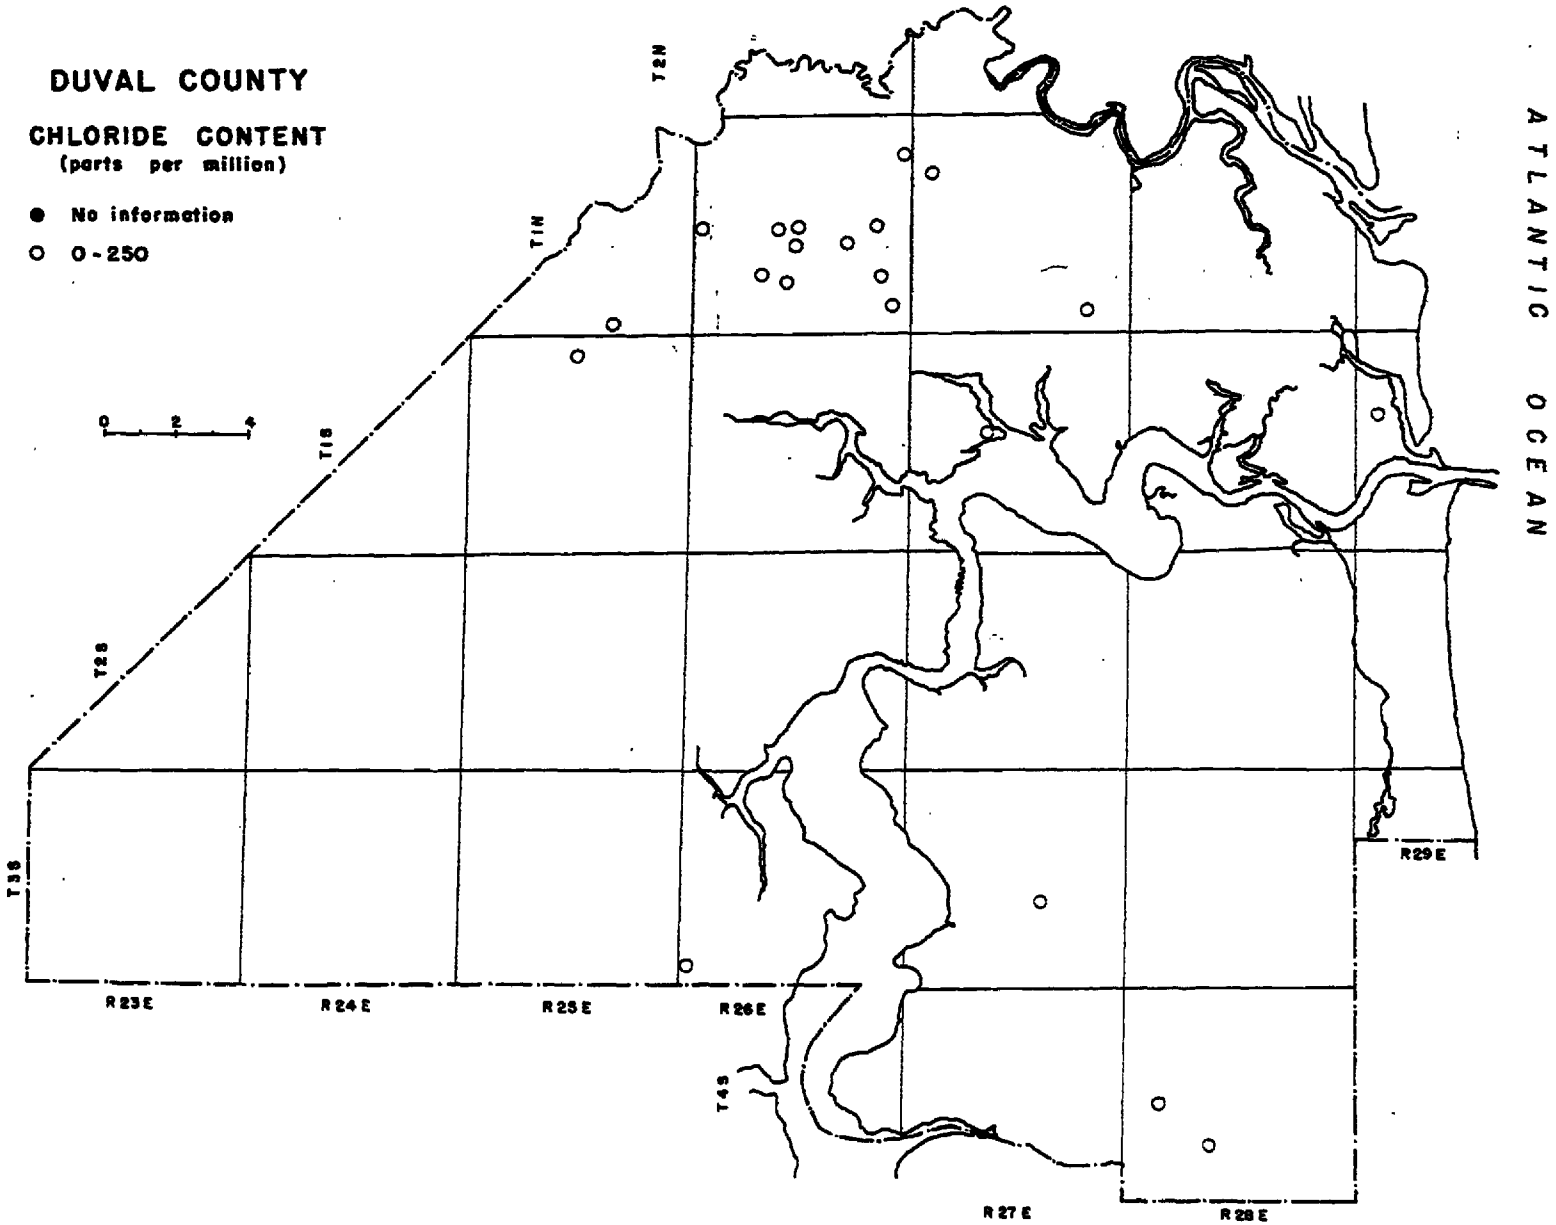 DUVAL COUNTY
CHLORIDE CONTENT
(parts per million)
No information
0-250
0 2 4
T2N
T1N
T1S
T2S
T3S
T4S
R23E
R24E
R25E
R26E
R27E
R28E
R29E
ATLANTIC OCEAN